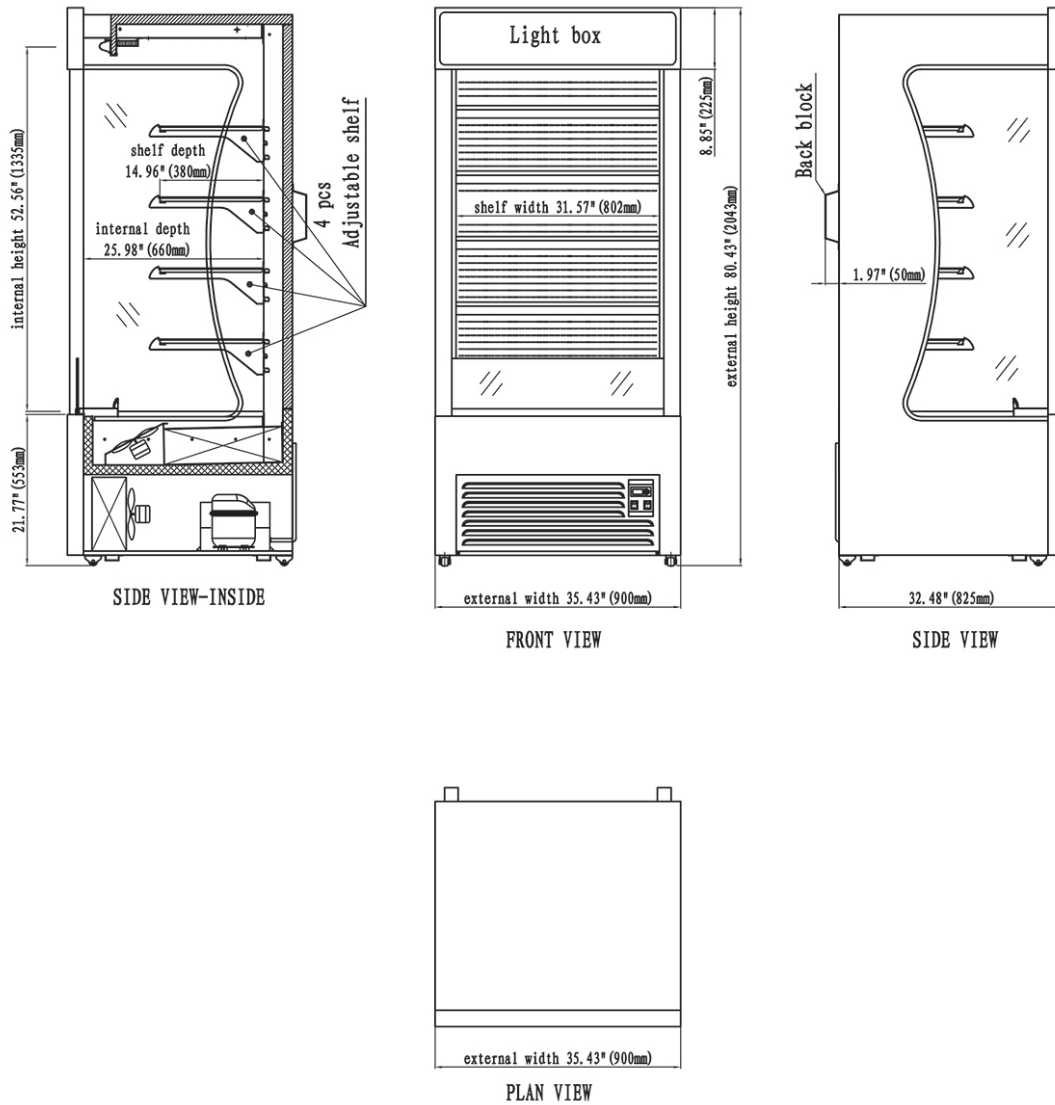 internal height 52.56"(1335mm)
21.77"(553mm)
shelf depth
14.96"(380mm)
internal depth
25.98"(660mm)
4 pcs
Adjustable shelf
SIDE VIEW-INSIDE
Light box
shelf width 31.57"(802mm)
8.85"(225mm)
external height 80.43"(2043mm)
external width 35.43"(900mm)
FRONT VIEW
Back block
1.97"(50mm)
32.48"(825mm)
SIDE VIEW
external width 35.43"(900mm)
PLAN VIEW